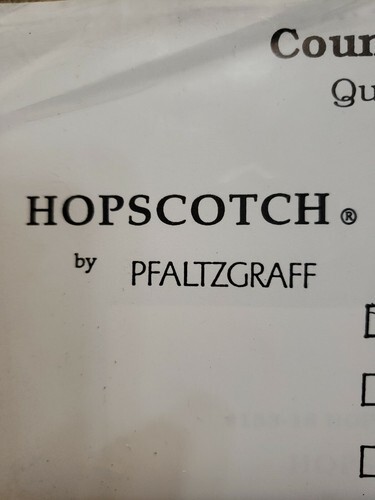 Coun
Qu
HOPSCOTCH ®
by PFALTZGRAFF